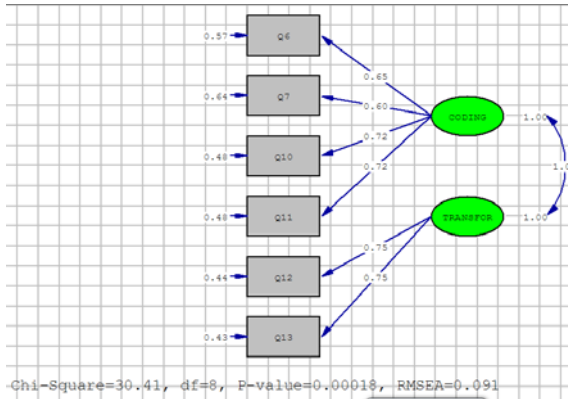 0.57 Q6
0.65
0.64 Q7
0.60
CODING 1.00
0.72
0.48 Q10
0.72
0.48 Q11
TRANSFOR 1.00
0.75
0.44 Q12
0.75
0.43 Q13
Chi-Square=30.41, df=8, P-value=0.00018, RMSEA=0.091